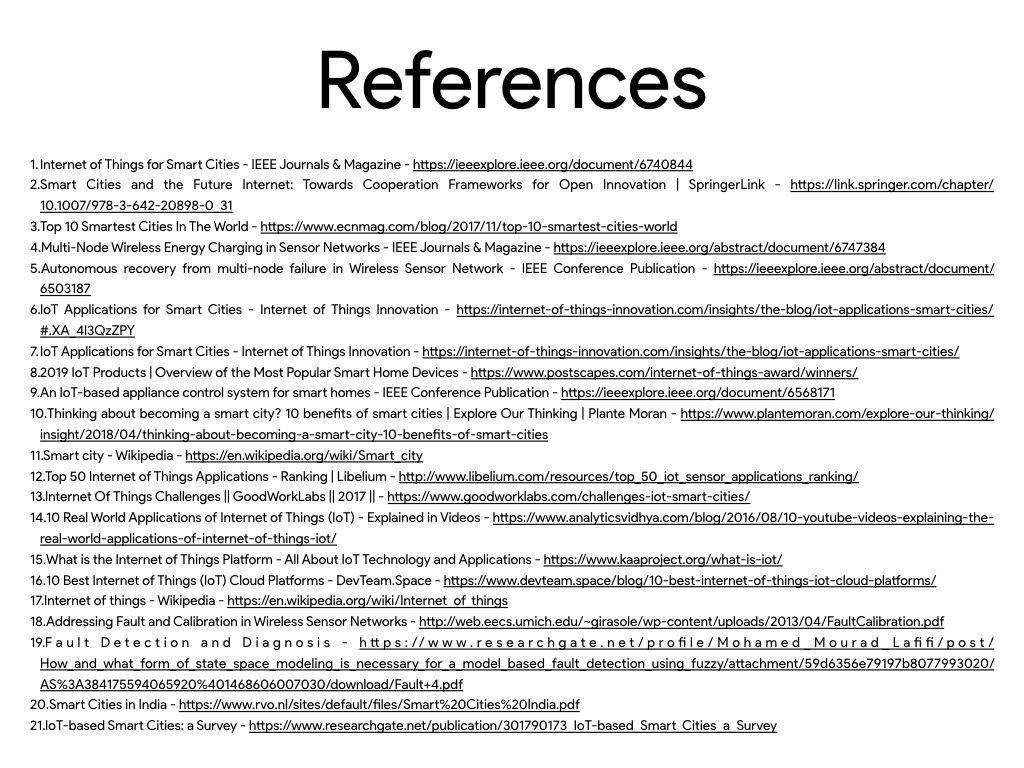 References
1. Internet of Things for Smart Cities - IEEE Journals & Magazine - https://ieeexplore.ieee.org/document/6740844
2.Smart Cities and the Future Internet: Towards Cooperation Frameworks for Open Innovation | SpringerLink - https://link.springer.com/chapter/
10.1007/978-3-642-20898-0_31
3.Top 10 Smartest Cities In The World - https://www.ecnmag.com/blog/2017/11/top-10-smartest-cities-world
4.Multi-Node Wireless Energy Charging in Sensor Networks - IEEE Journals & Magazine - https://ieeexplore.ieee.org/abstract/document/6747384
5.Autonomous recovery from multi-node failure in Wireless Sensor Network - IEEE Conference Publication - https://ieeexplore.ieee.org/abstract/document/
6503187
6.IoT Applications for Smart Cities - Internet of Things Innovation - https://internet-of-things-innovation.com/insights/the-blog/iot-applications-smart-cities/
#.XA_4I3QzZPY
7.IoT Applications for Smart Cities - Internet of Things Innovation - https://internet-of-things-innovation.com/insights/the-blog/iot-applications-smart-cities/
8.2019 IoT Products | Overview of the Most Popular Smart Home Devices - https://www.postscapes.com/internet-of-things-award/winners/
9.An IoT-based appliance control system for smart homes - IEEE Conference Publication - https://ieeexplore.ieee.org/document/6568171
10.Thinking about becoming a smart city? 10 benefits of smart cities | Explore Our Thinking | Plante Moran - https://www.plantemoran.com/explore-our-thinking/
insight/2018/04/thinking-about-becoming-a-smart-city-10-benefits-of-smart-cities
11.Smart city - Wikipedia - https://en.wikipedia.org/wiki/Smart_city
12.Top 50 Internet of Things Applications - Ranking | Libelium - http://www.libelium.com/resources/top_50_iot_sensor_applications_ranking/
13.Internet Of Things Challenges || GoodWorkLabs || 2017 || - https://www.goodworklabs.com/challenges-iot-smart-cities/
14.10 Real World Applications of Internet of Things (IoT) - Explained in Videos - https://www.analyticsvidhya.com/blog/2016/08/10-youtube-videos-explaining-the-
real-world-applications-of-internet-of-things-iot/
15.What is the Internet of Things Platform - All About IoT Technology and Applications - https://www.kaaproject.org/what-is-iot/
16.10 Best Internet of Things (IoT) Cloud Platforms - DevTeam.Space - https://www.devteam.space/blog/10-best-internet-of-things-iot-cloud-platforms/
17.Internet of things - Wikipedia - https://en.wikipedia.org/wiki/Internet_of_things
18.Addressing Fault and Calibration in Wireless Sensor Networks - http://web.eecs.umich.edu/~girasole/wp-content/uploads/2013/04/FaultCalibration.pdf
19.Fault Detection and Diagnosis - https://www.researchgate.net/profile/Mohamed_Mourad_Lafifi/post/
How_and_what_form_of_state_space_modeling_is_necessary_for_a_model_based_fault_detection_using_fuzzy/attachment/59d6356e79197b8077993020/
AS%3A384175594065920%401468606007030/download/Fault+4.pdf
20.Smart Cities in India - https://www.rvo.nl/sites/default/files/Smart%20Cities%20India.pdf
21.IoT-based Smart Cities: a Survey - https://www.researchgate.net/publication/301790173_IoT-based_Smart_Cities_a_Survey